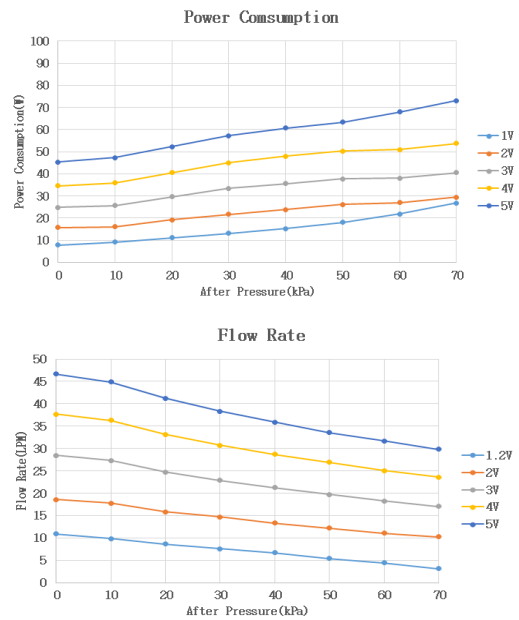 Power Comsumption
100
90
80
70
60
50
40
30
20
10
0
Power Consumption(W)
0 10 20 30 40 50 60 70
After Pressure(kPa)
1V
2V
3V
4V
5V
Flow Rate
50
45
40
35
30
25
20
15
10
5
0
Flow Rate(LPM)
0 10 20 30 40 50 60 70
After Pressure(kPa)
1.2V
2V
3V
4V
5V